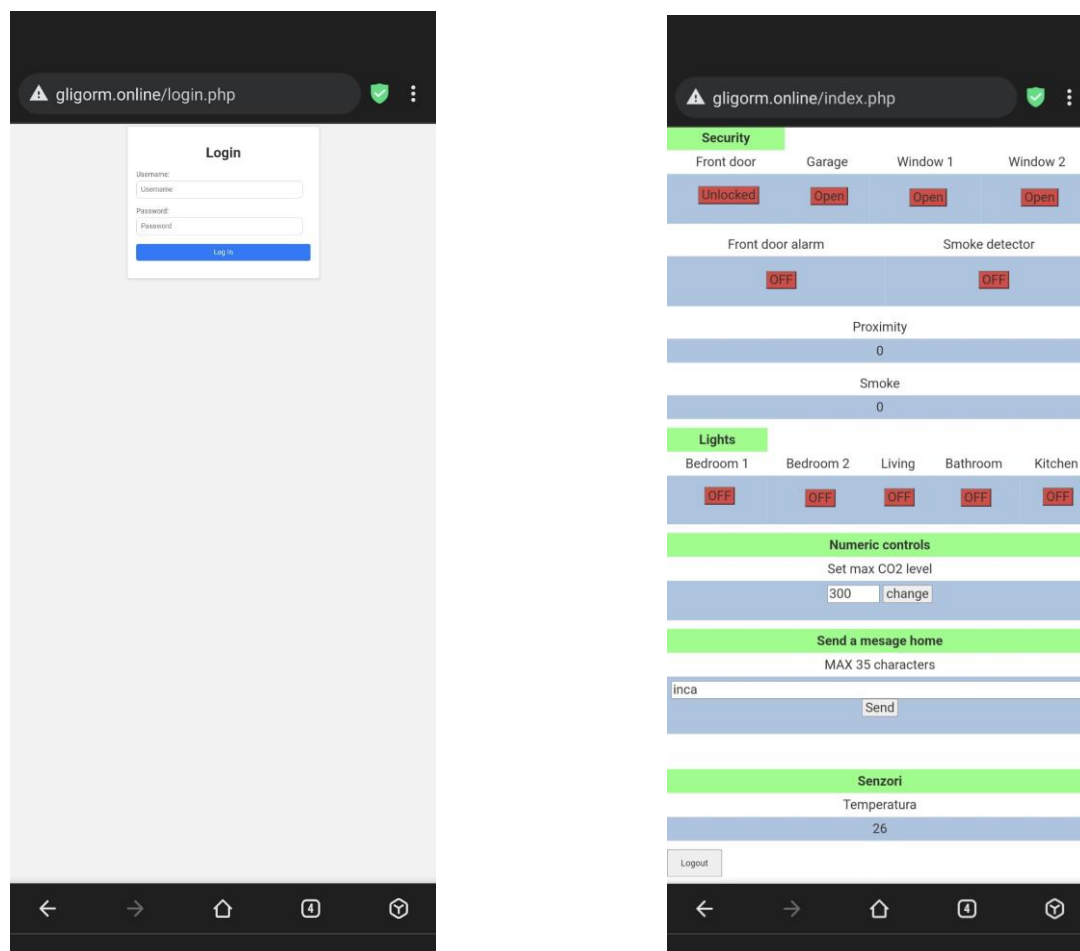 gligorm.online/login.php
Login
Username:
Username
Password:
Password
Log In
4
gligorm.online/index.php
Security
Front door Garage Window 1 Window 2
Unlocked Open Open Open
Front door alarm Smoke detector
OFF OFF
Proximity
0
Smoke
0
Lights
Bedroom 1 Bedroom 2 Living Bathroom Kitchen
OFF OFF OFF OFF OFF
Numeric controls
Set max CO2 level
300 change
Send a mesage home
MAX 35 characters
inca
Send
Senzori
Temperatura
26
Logout
4